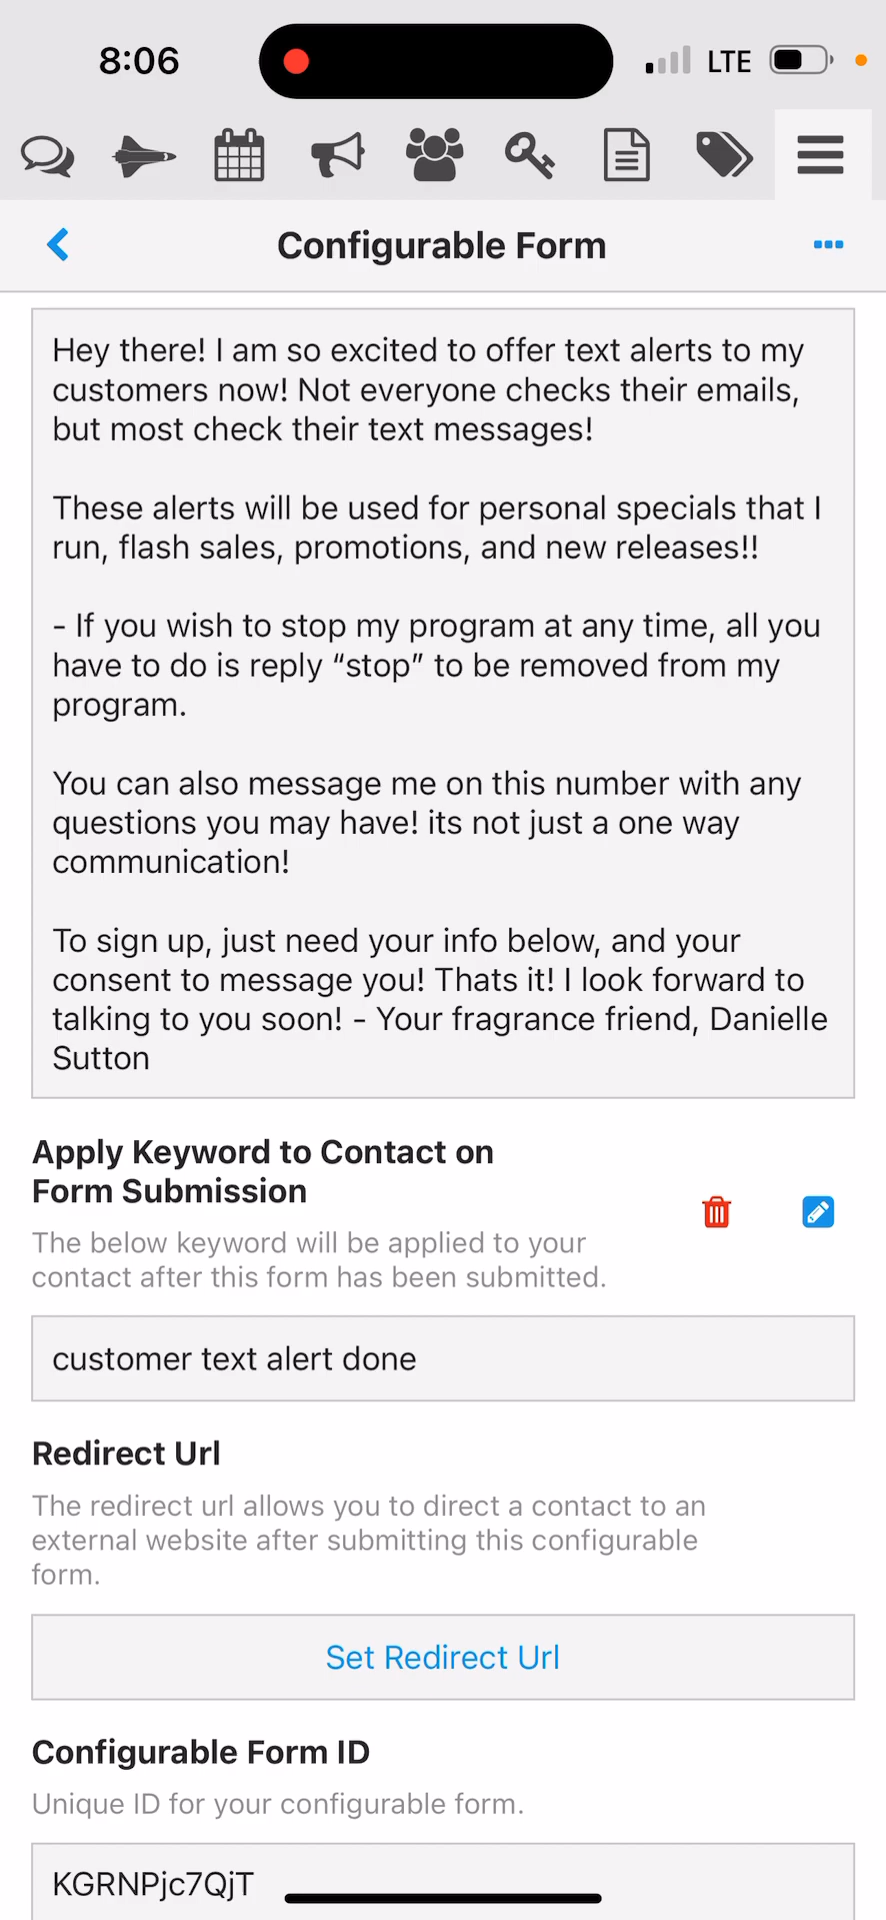 8:06
LTE
Configurable Form
Hey there! I am so excited to offer text alerts to my
customers now! Not everyone checks their emails,
but most check their text messages!
These alerts will be used for personal specials that I
run, flash sales, promotions, and new releases!!
- If you wish to stop my program at any time, all you
have to do is reply “stop” to be removed from my
program.
You can also message me on this number with any
questions you may have! its not just a one way
communication!
To sign up, just need your info below, and your
consent to message you! Thats it! I look forward to
talking to you soon! - Your fragrance friend, Danielle
Sutton
Apply Keyword to Contact on
Form Submission
The below keyword will be applied to your
contact after this form has been submitted.
customer text alert done
Redirect Url
The redirect url allows you to direct a contact to an
external website after submitting this configurable
form.
Set Redirect Url
Configurable Form ID
Unique ID for your configurable form.
KGRNPjc7QjT